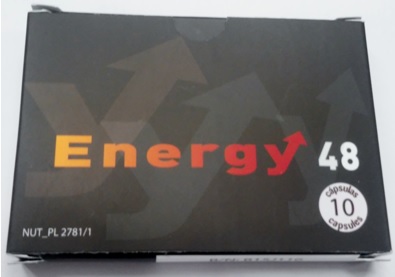 Energy 48
cápsulas
10
capsules
NUT_PL 2781/1